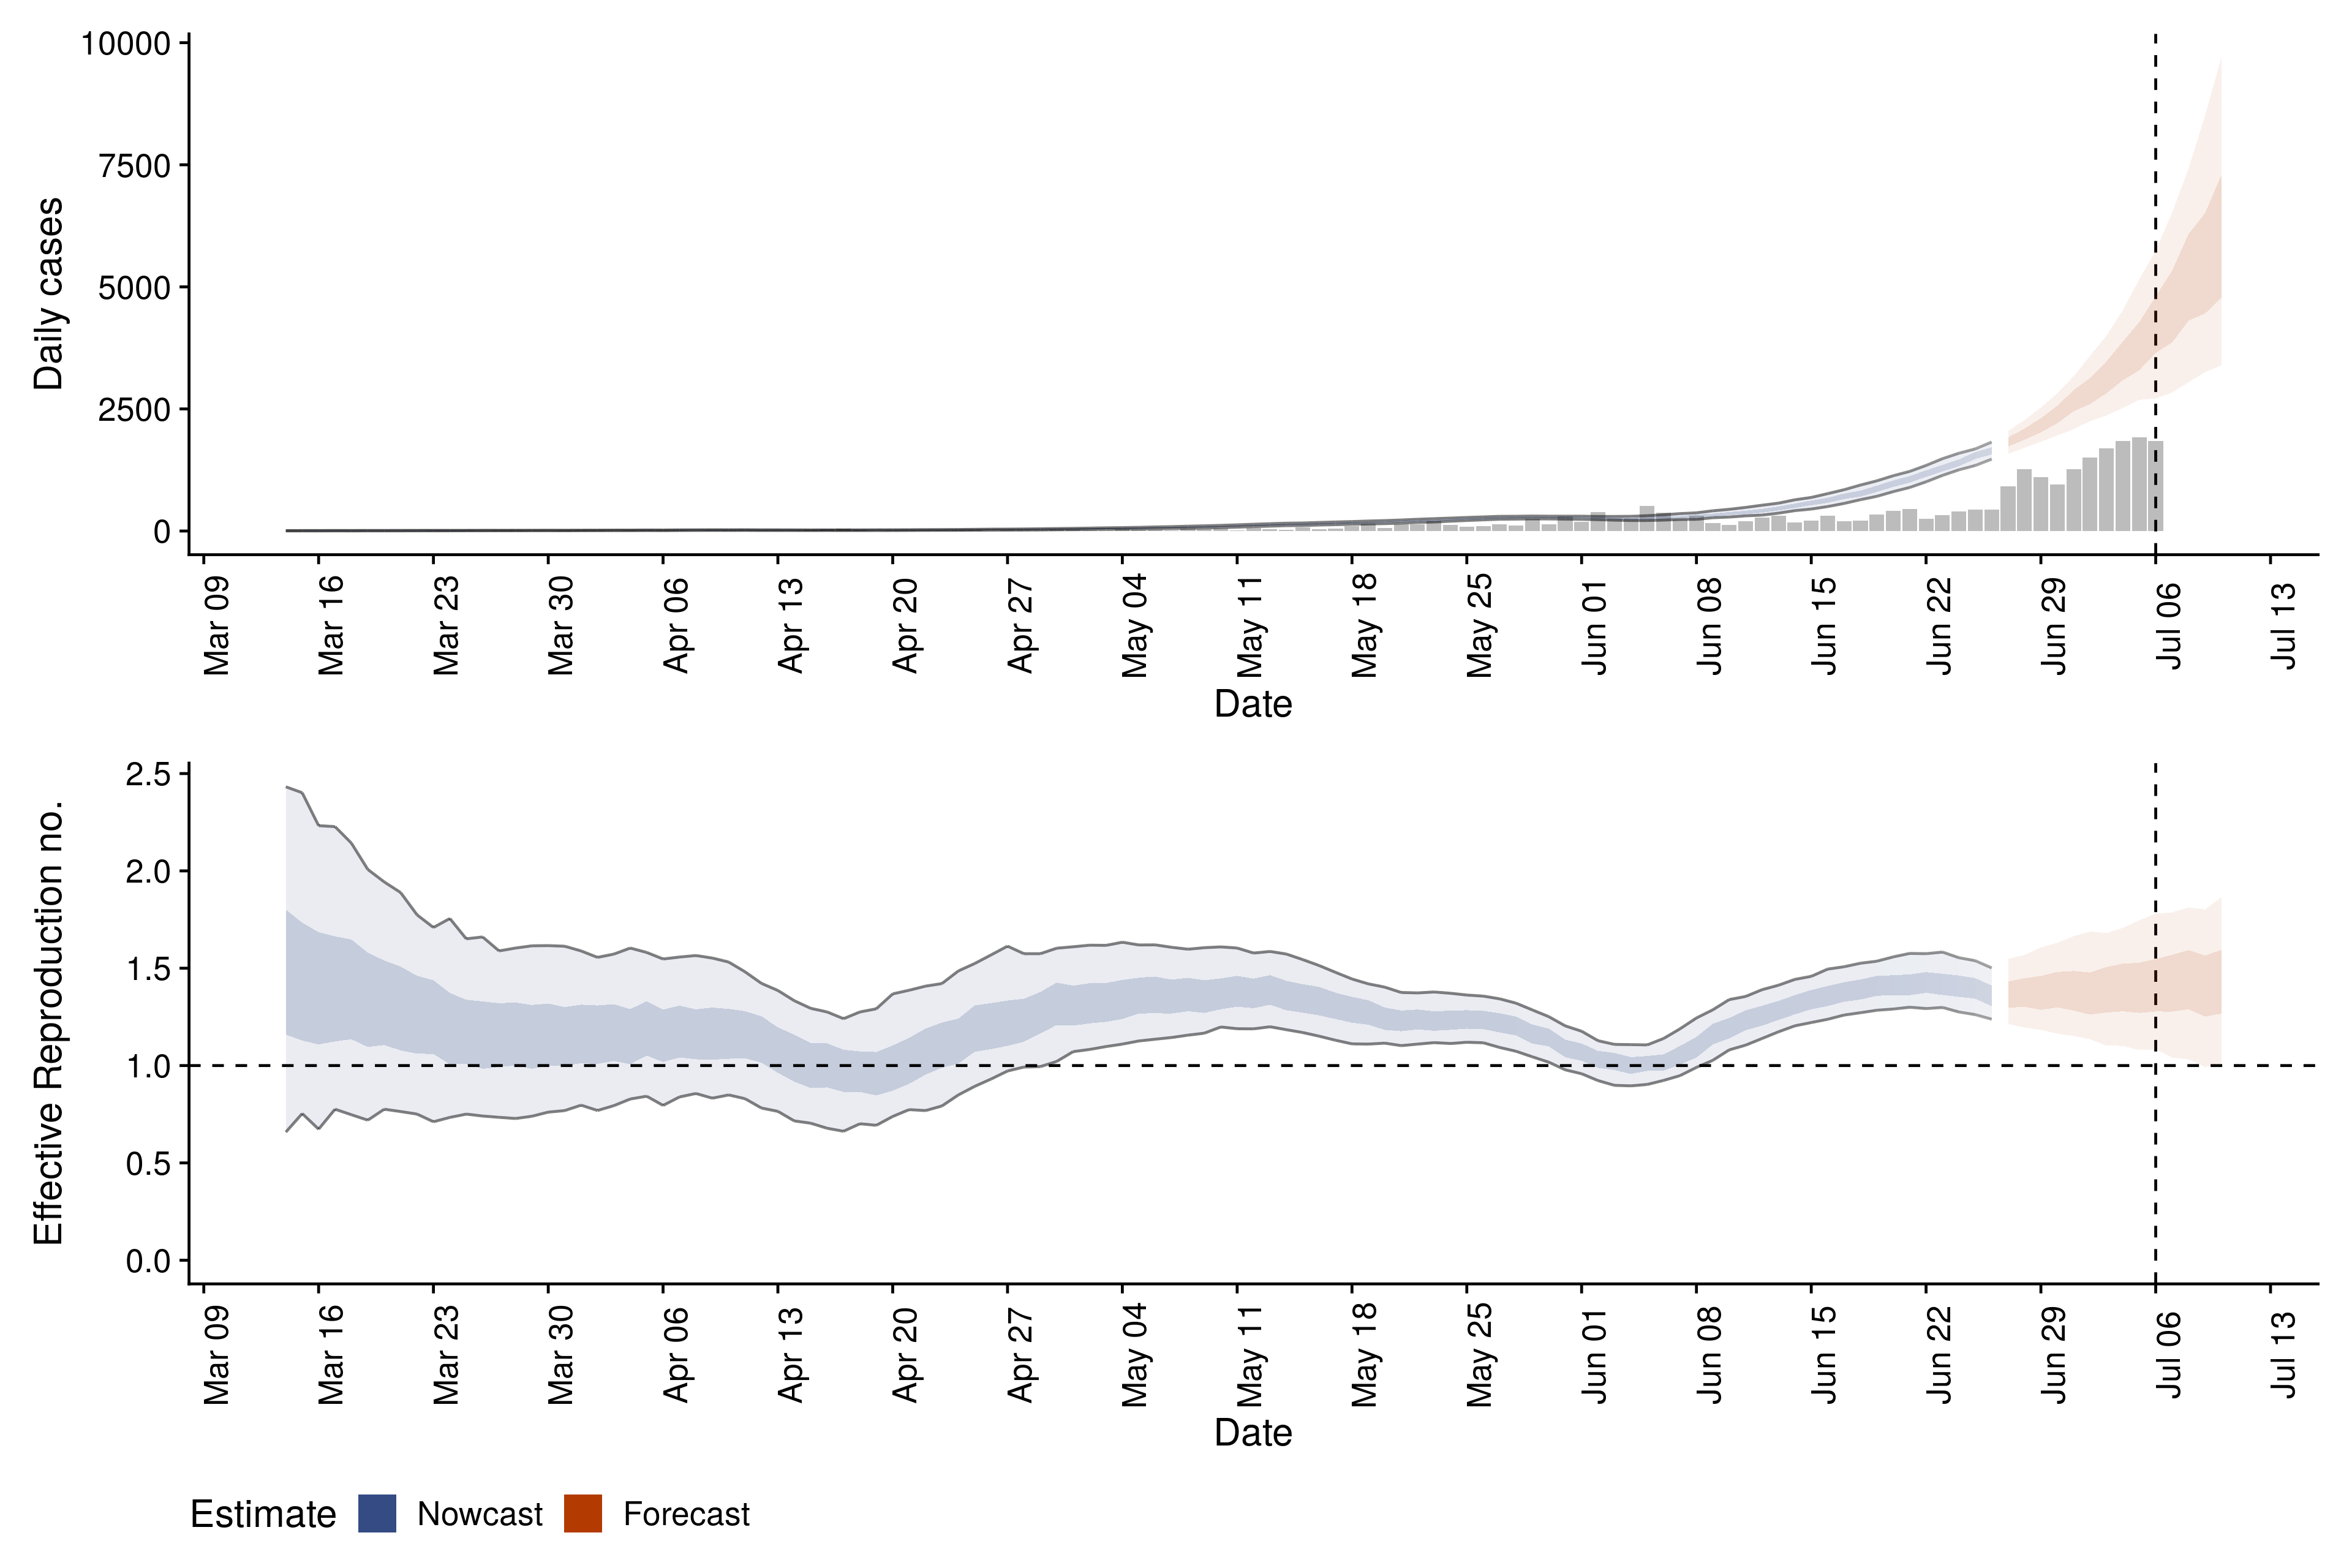 10000
7500
5000
2500
0
Daily cases
Mar 09
Mar 16
Mar 23
Mar 30
Apr 06
Apr 13
Apr 20
Apr 27
May 04
May 11
May 18
May 25
Jun 01
Jun 08
Jun 15
Jun 22
Jun 29
Jul 06
Jul 13
Date
2.5
2.0
1.5
1.0
0.5
0.0
Effective Reproduction no.
Mar 09
Mar 16
Mar 23
Mar 30
Apr 06
Apr 13
Apr 20
Apr 27
May 04
May 11
May 18
May 25
Jun 01
Jun 08
Jun 15
Jun 22
Jun 29
Jul 06
Jul 13
Date
Estimate Nowcast Forecast